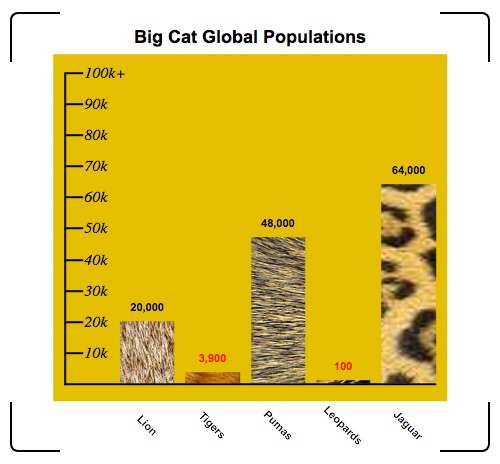 Big Cat Global Populations
100k+
90k
80k
70k
60k
50k
40k
30k
20k
10k
20,000
3,900
48,000
100
64,000
Lion
Tigers
Pumas
Leopards
Jaguar